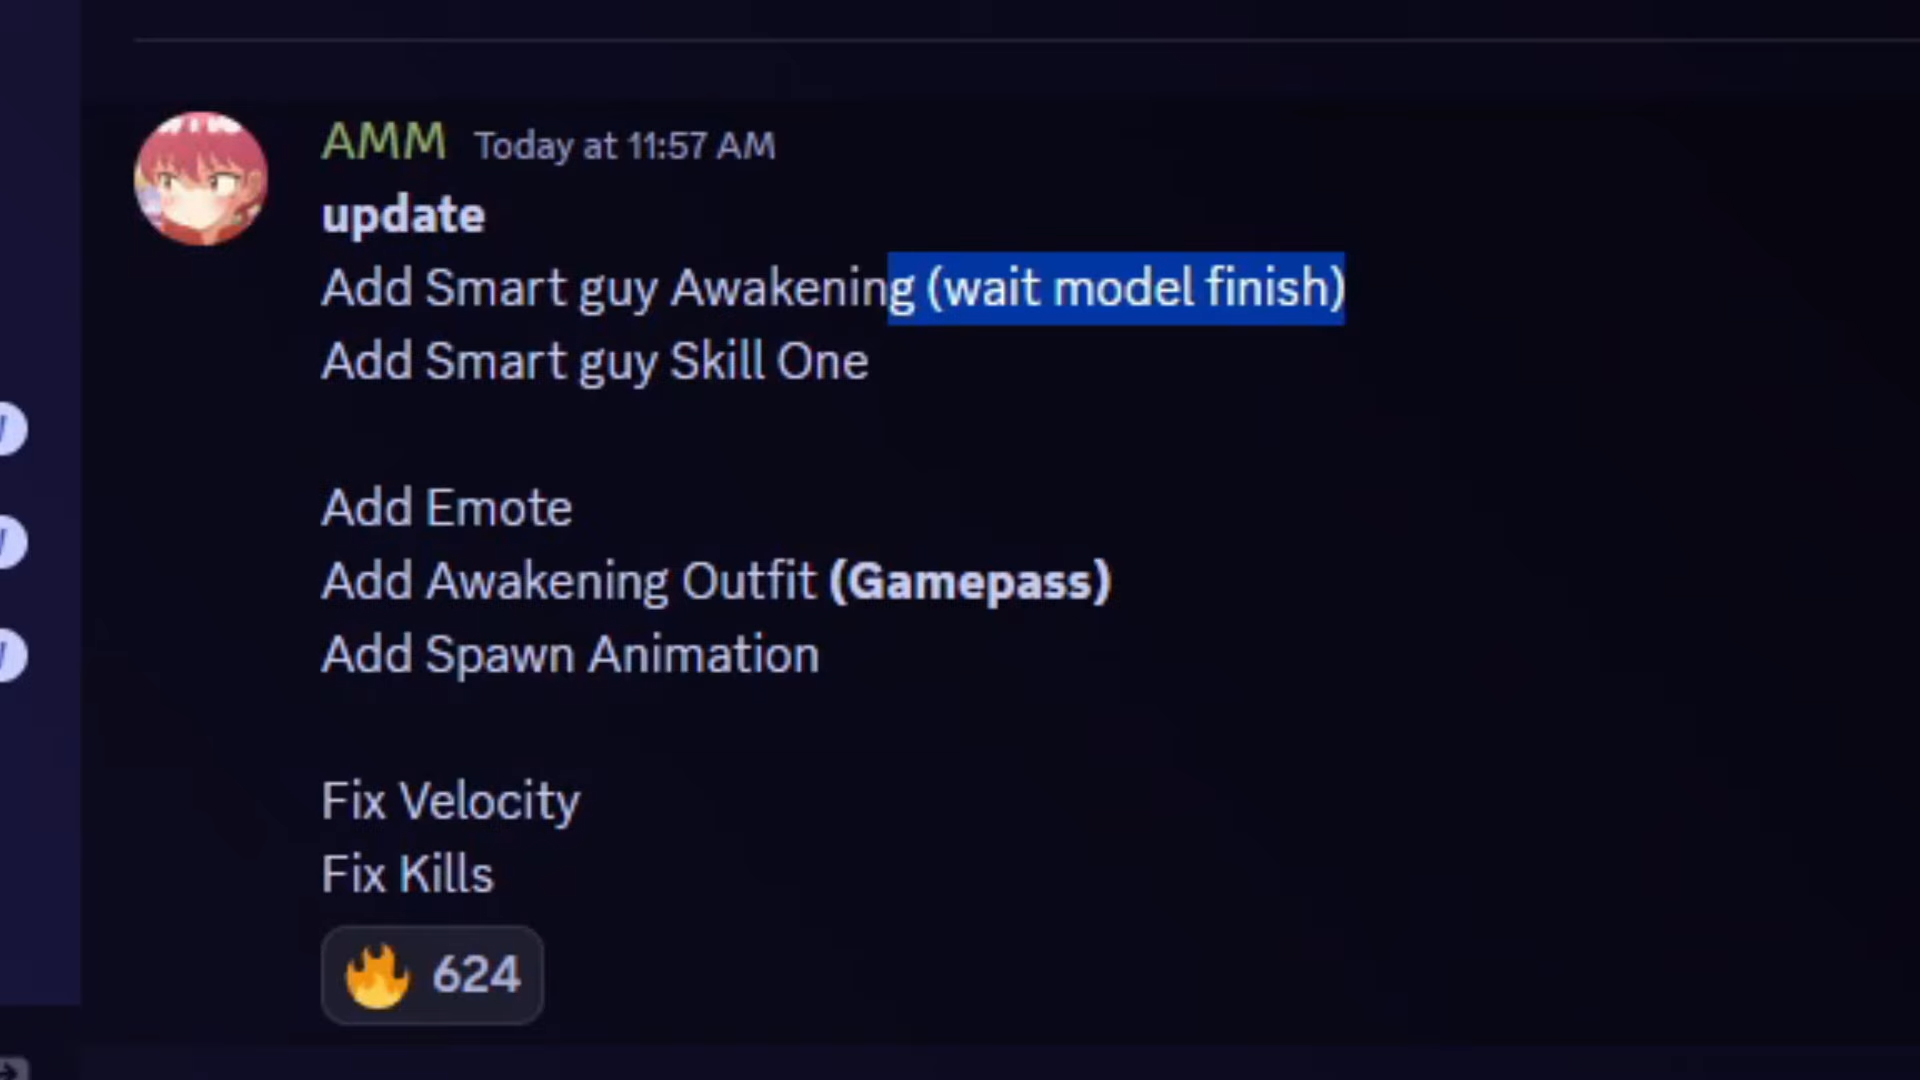 AMM Today at 11:57 AM
update
Add Smart guy Awakening (wait model finish)
Add Smart guy Skill One
Add Emote
Add Awakening Outfit (Gamepass)
Add Spawn Animation
Fix Velocity
Fix Kills
🔥 624